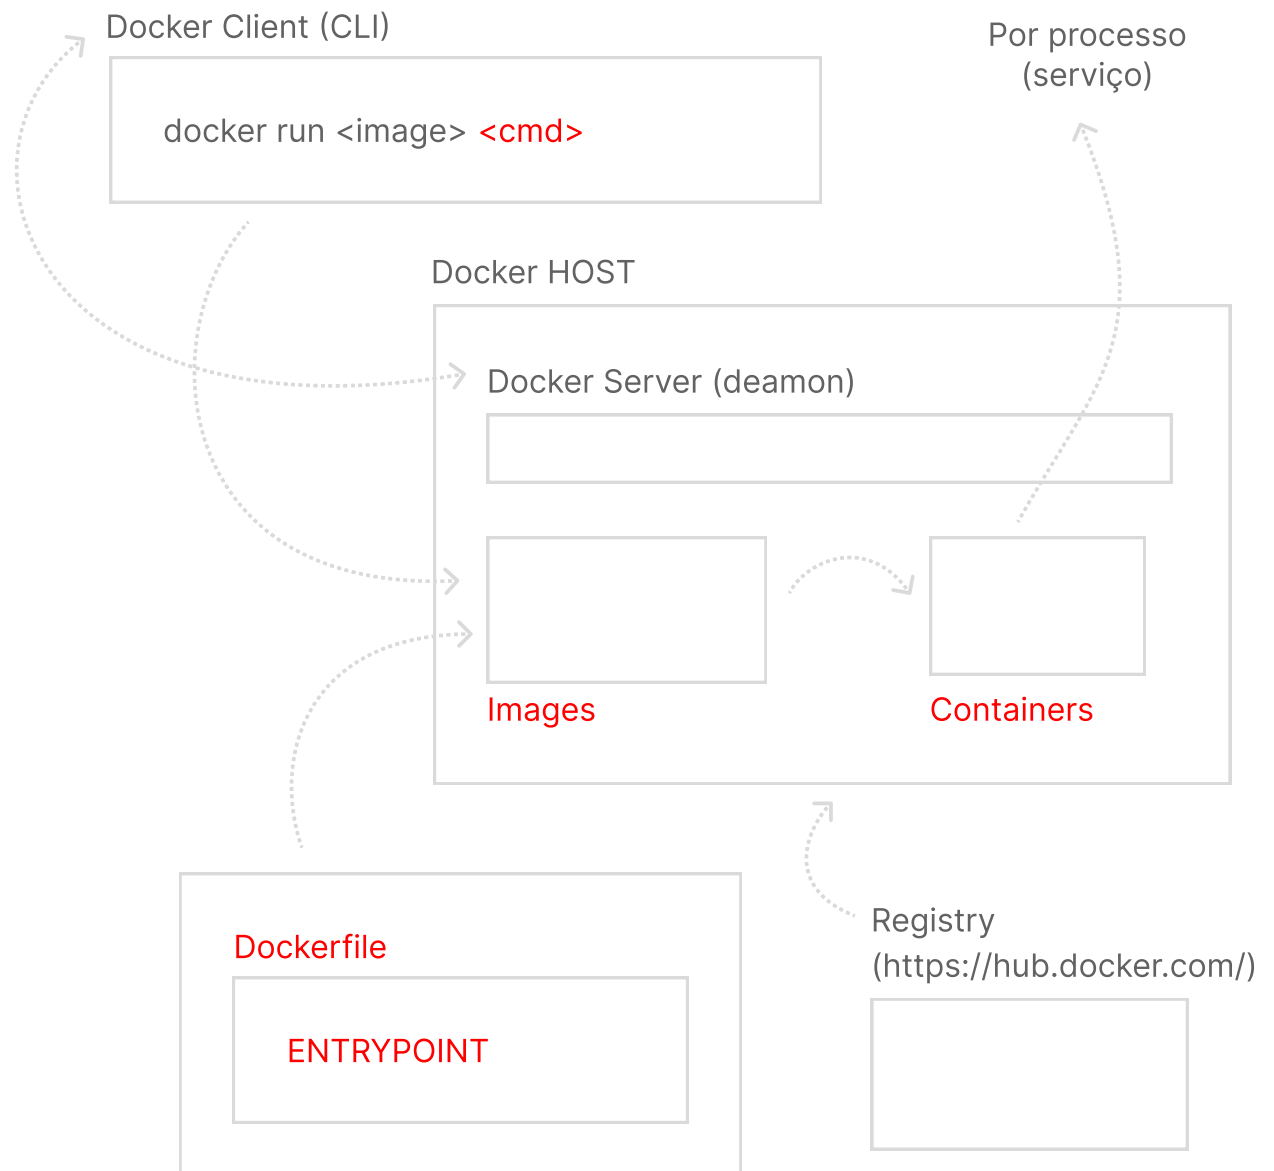 Docker Client (CLI)
docker run <image> <cmd>
Por processo
(serviço)
Docker HOST
Docker Server (deamon)
Images
Containers
Dockerfile
ENTRYPOINT
Registry
(https://hub.docker.com/)